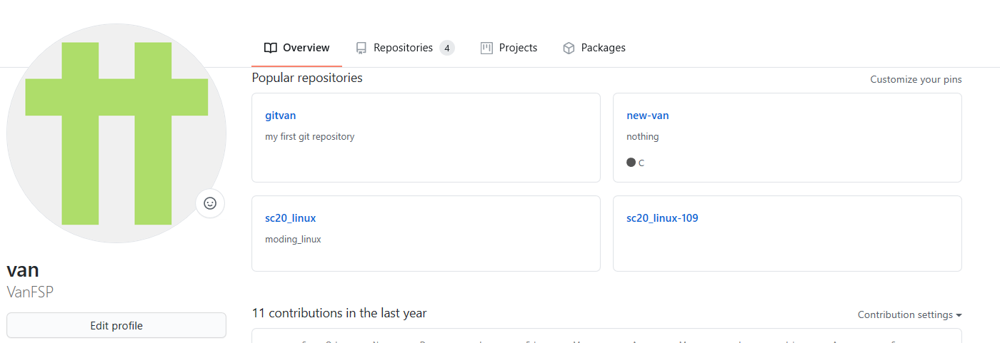 Overview
Repositories 4
Projects
Packages
Popular repositories
Customize your pins
gitvan
my first git repository
new-van
nothing
C
sc20_linux
moding_linux
sc20_linux-109
van
VanFSP
Edit profile
11 contributions in the last year
Contribution settings